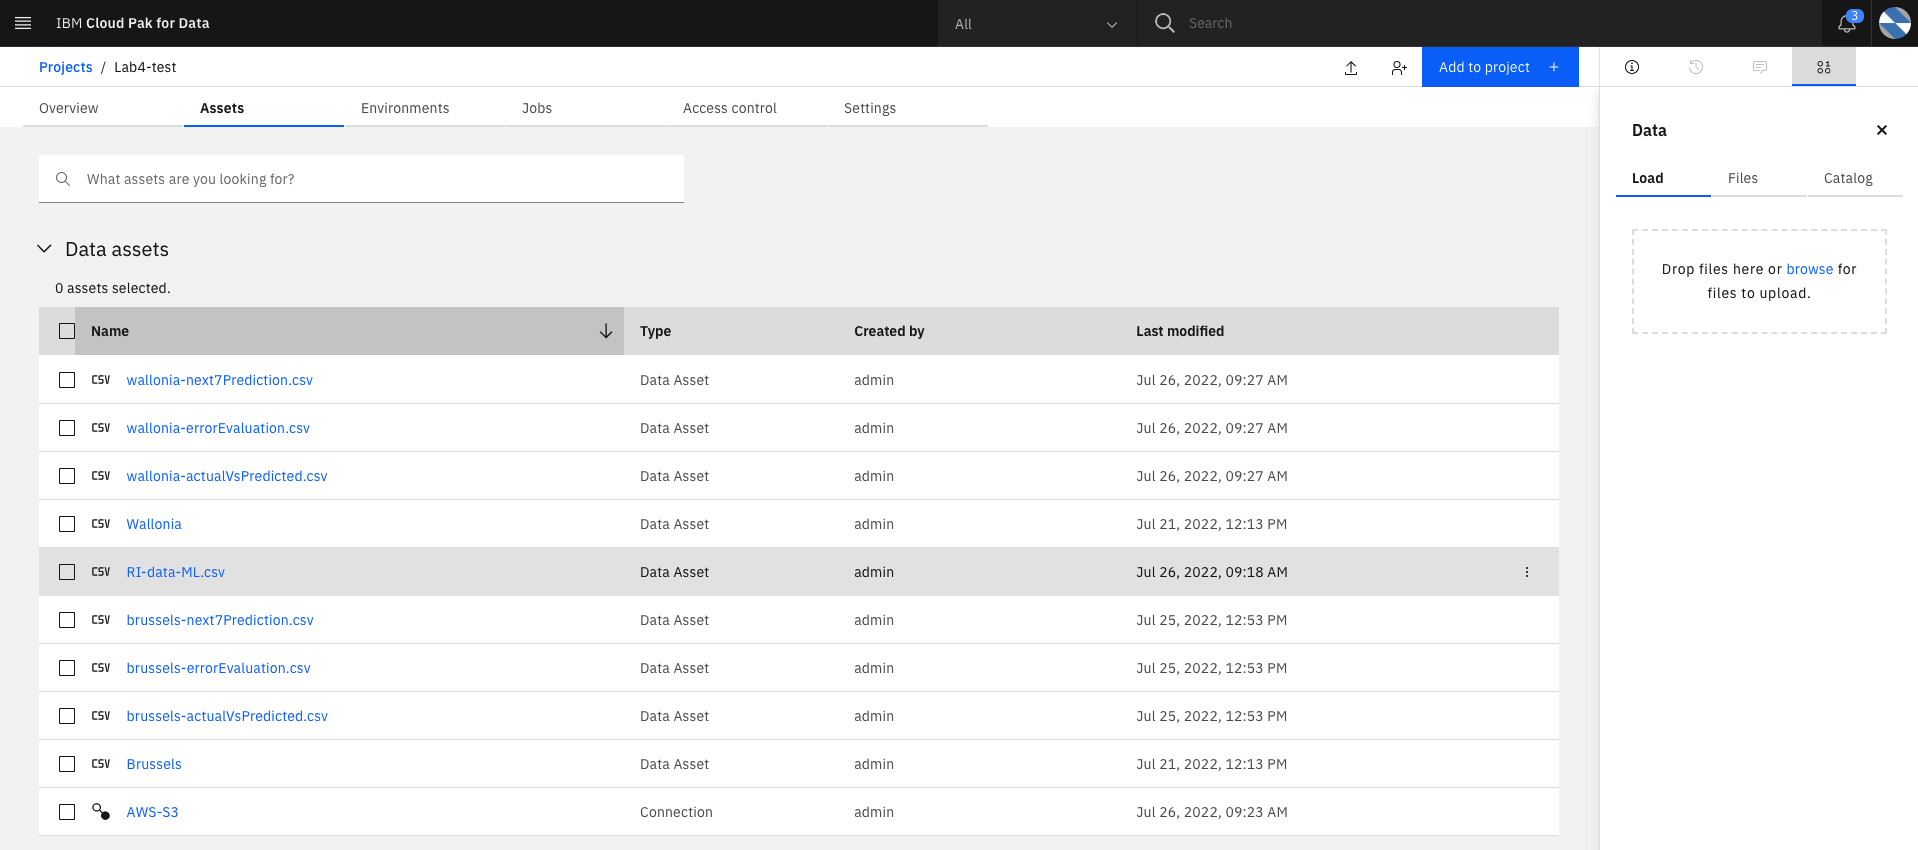 IBM Cloud Pak for Data
All
Search
3
Projects / Lab4-test
Add to project +
Overview
Assets
Environments
Jobs
Access control
Settings
What assets are you looking for?
Data assets
0 assets selected.
Name Type Created by Last modified
CSV wallonia-next7Prediction.csv Data Asset admin Jul 26, 2022, 09:27 AM
CSV wallonia-errorEvaluation.csv Data Asset admin Jul 26, 2022, 09:27 AM
CSV wallonia-actualVsPredicted.csv Data Asset admin Jul 26, 2022, 09:27 AM
CSV Wallonia Data Asset admin Jul 21, 2022, 12:13 PM
CSV RI-data-ML.csv Data Asset admin Jul 26, 2022, 09:18 AM
CSV brussels-next7Prediction.csv Data Asset admin Jul 25, 2022, 12:53 PM
CSV brussels-errorEvaluation.csv Data Asset admin Jul 25, 2022, 12:53 PM
CSV brussels-actualVsPredicted.csv Data Asset admin Jul 25, 2022, 12:53 PM
CSV Brussels Data Asset admin Jul 21, 2022, 12:13 PM
AWS-S3 Connection admin Jul 26, 2022, 09:23 AM
Data
Load
Files
Catalog
Drop files here or browse for
files to upload.